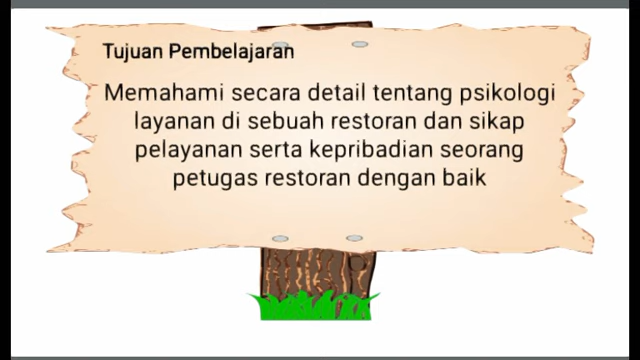 Tujuan Pembelajaran
Memahami secara detail tentang psikologi
layanan di sebuah restoran dan sikap
pelayanan serta kepribadian seorang
petugas restoran dengan baik